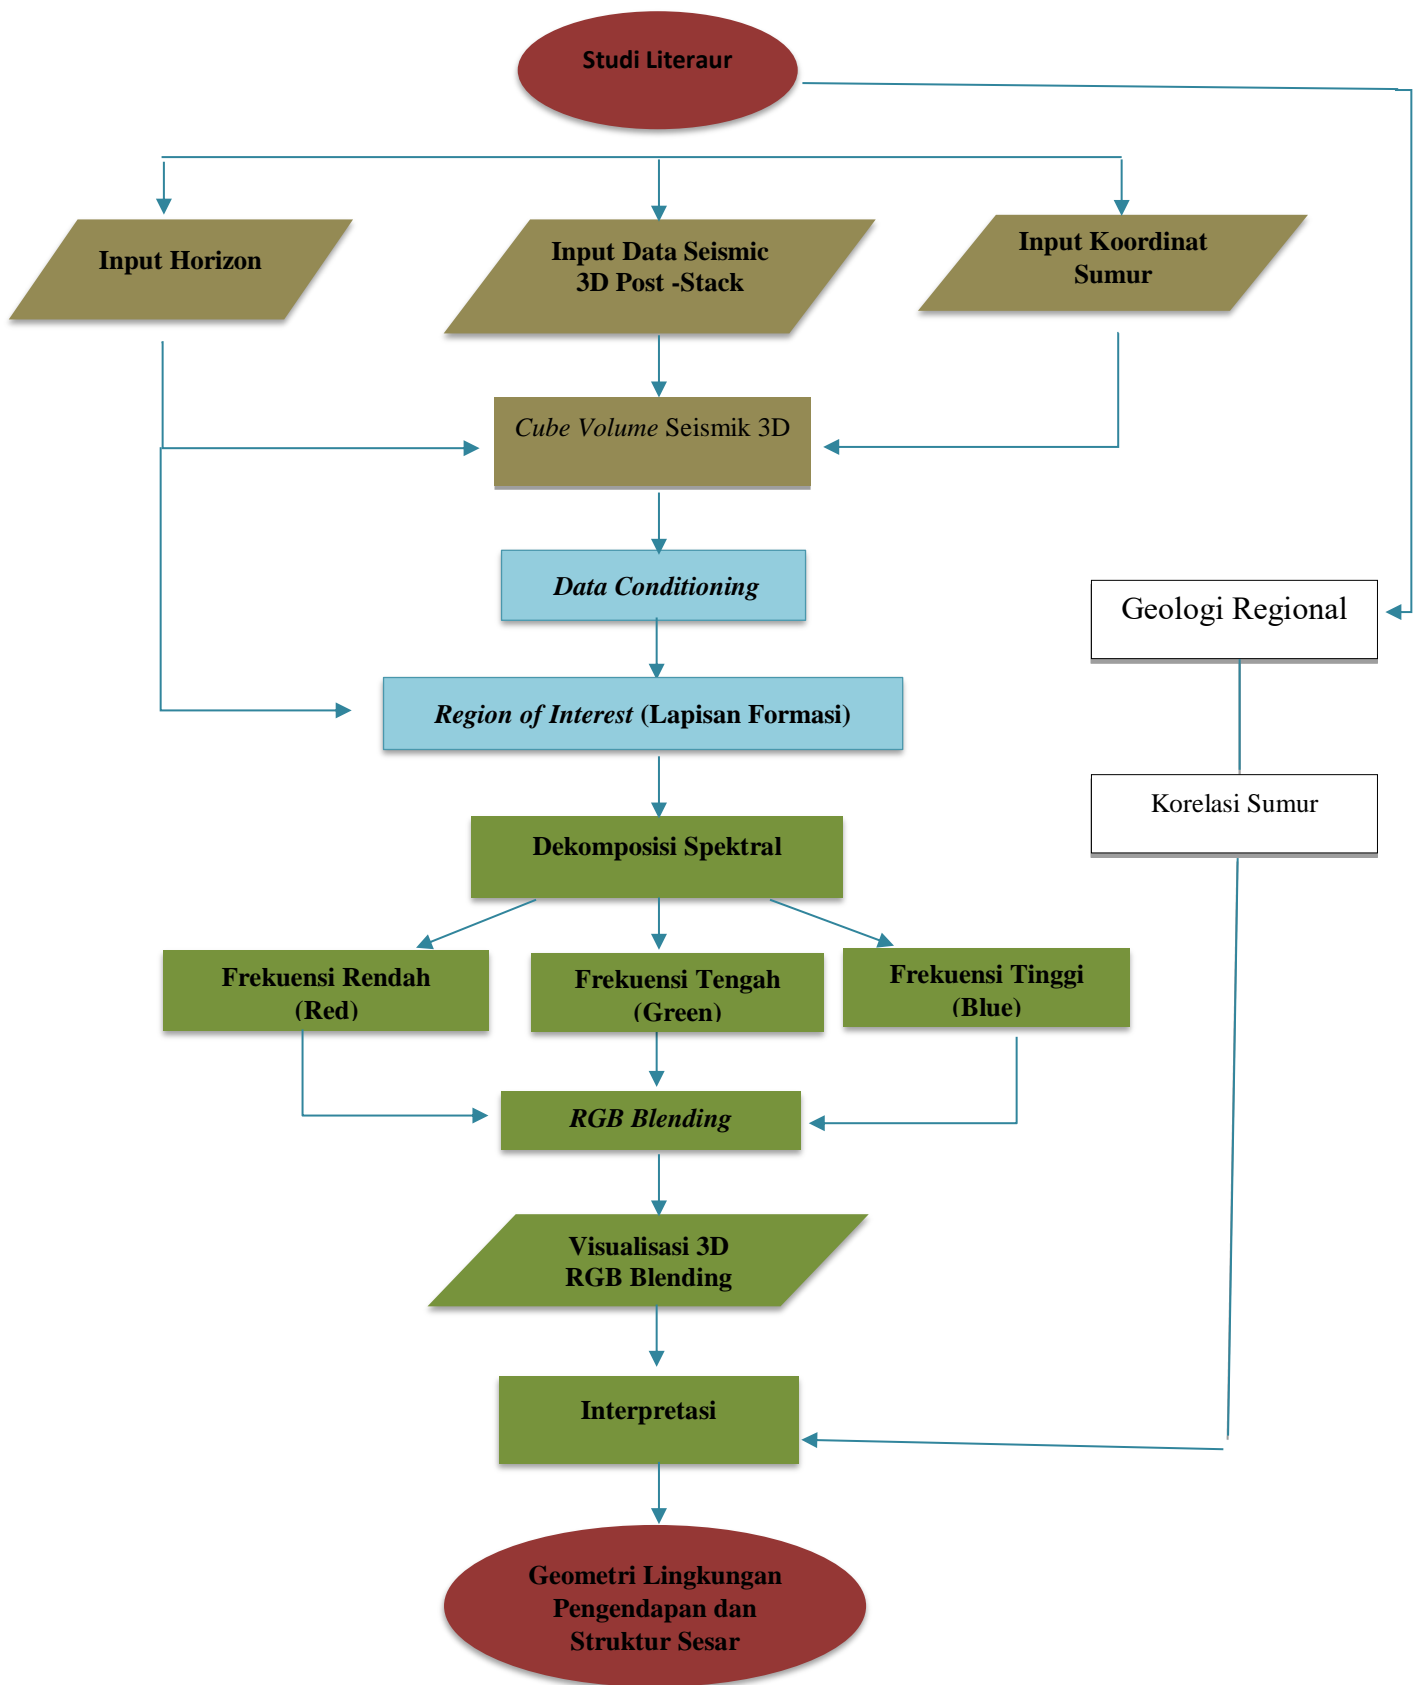 Studi Literaur
Input Horizon
Input Data Seismic
3D Post -Stack
Input Koordinat
Sumur
Cube Volume Seismik 3D
Data Conditioning
Geologi Regional
Region of Interest (Lapisan Formasi)
Korelasi Sumur
Dekomposisi Spektral
Frekuensi Rendah
(Red)
Frekuensi Tengah
(Green)
Frekuensi Tinggi
(Blue)
RGB Blending
Visualisasi 3D
RGB Blending
Interpretasi
Geometri Lingkungan
Pengendapan dan
Struktur Sesar